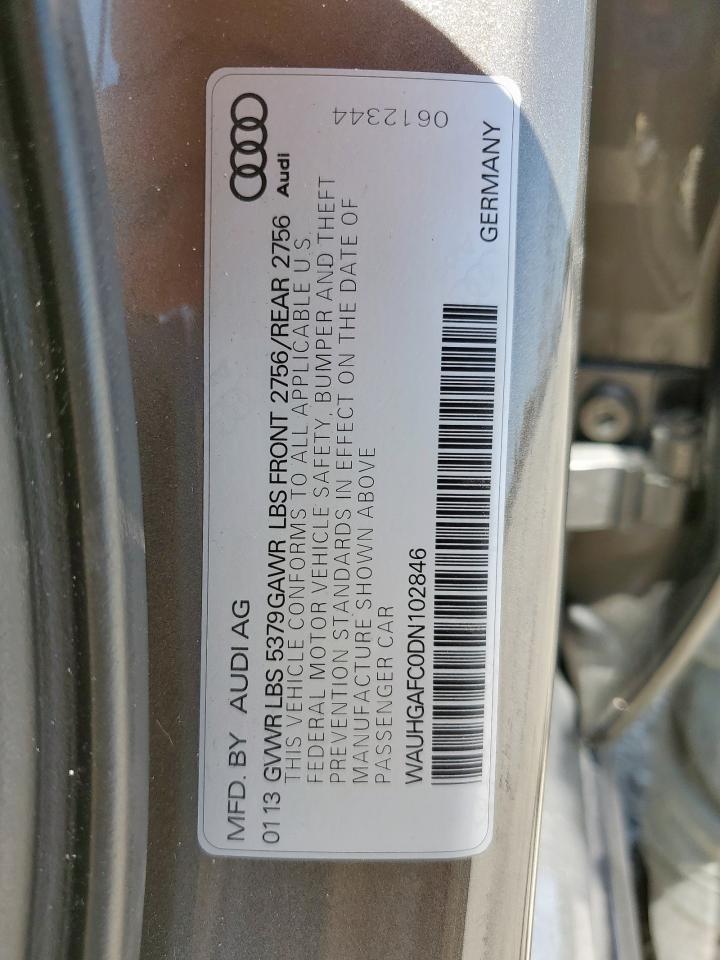 MFD. BY AUDI AG
0113 GVWR LBS 5379 GAWR LBS FRONT 2756/REAR 2756
THIS VEHICLE CONFORMS TO ALL APPLICABLE U.S.
FEDERAL MOTOR VEHICLE SAFETY, BUMPER AND THEFT
PREVENTION STANDARDS IN EFFECT ON THE DATE OF
MANUFACTURE SHOWN ABOVE
PASSENGER CAR
WAUHGAFC0DN102846
Audi
0612344
GERMANY